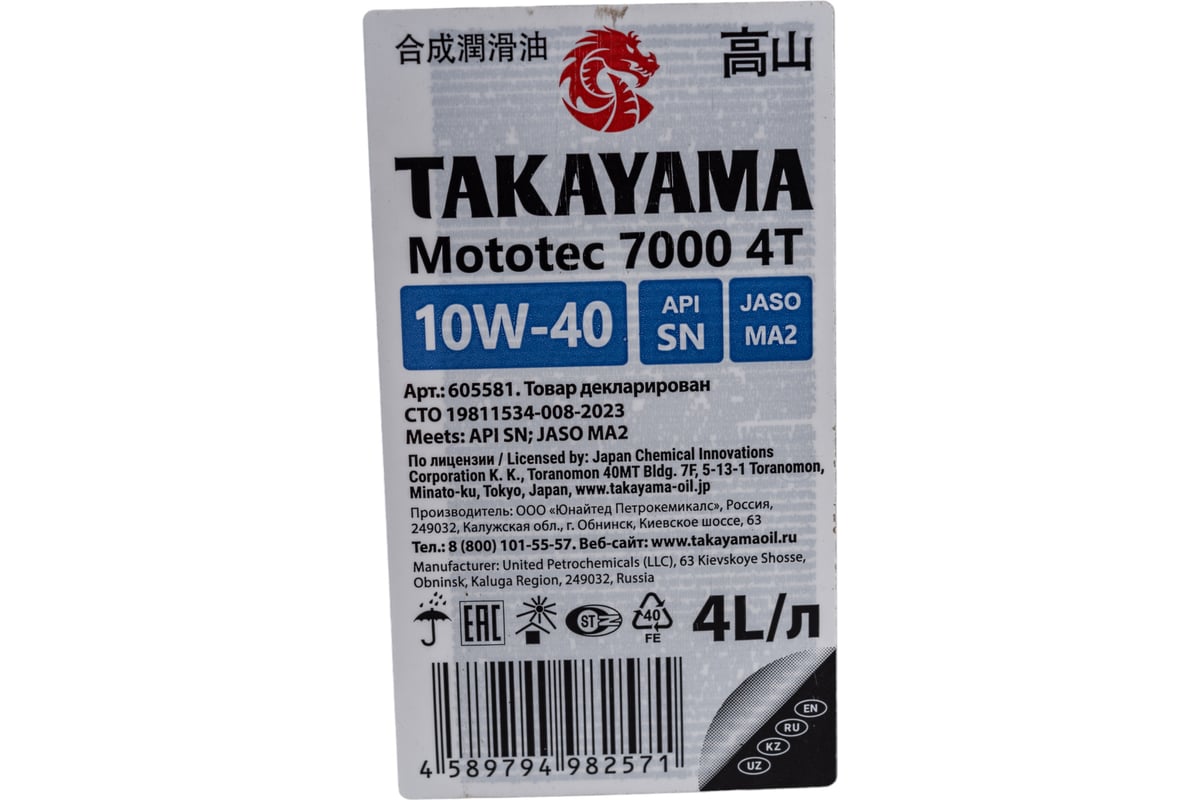 合成潤滑油
高山
TAKAYAMA
Mototec 7000 4T
10W-40
API
SN
JASO
MA2
Арт.: 605581. Товар декларирован
СТО 19811534-008-2023
Meets: API SN; JASO MA2
По лицензии / Licensed by: Japan Chemical Innovations
Corporation K. K., Toranomon 40MT Bldg. 7F, 5-13-1 Toranomon,
Minato-ku, Tokyo, Japan, www.takayama-oil.jp
Производитель: ООО «Юнайтед Петрокемикалс», Россия,
249032, Калужская обл., г. Обнинск, Киевское шоссе, 63
Тел.: 8 (800) 101-55-57. Веб-сайт: www.takayamaoil.ru
Manufacturer: United Petrochemicals (LLC), 63 Kievskoye Shosse,
Obninsk, Kaluga Region, 249032, Russia
EAC
ST
40
FE
4L/л
4 589794 982571
EN
RU
KZ
UZ